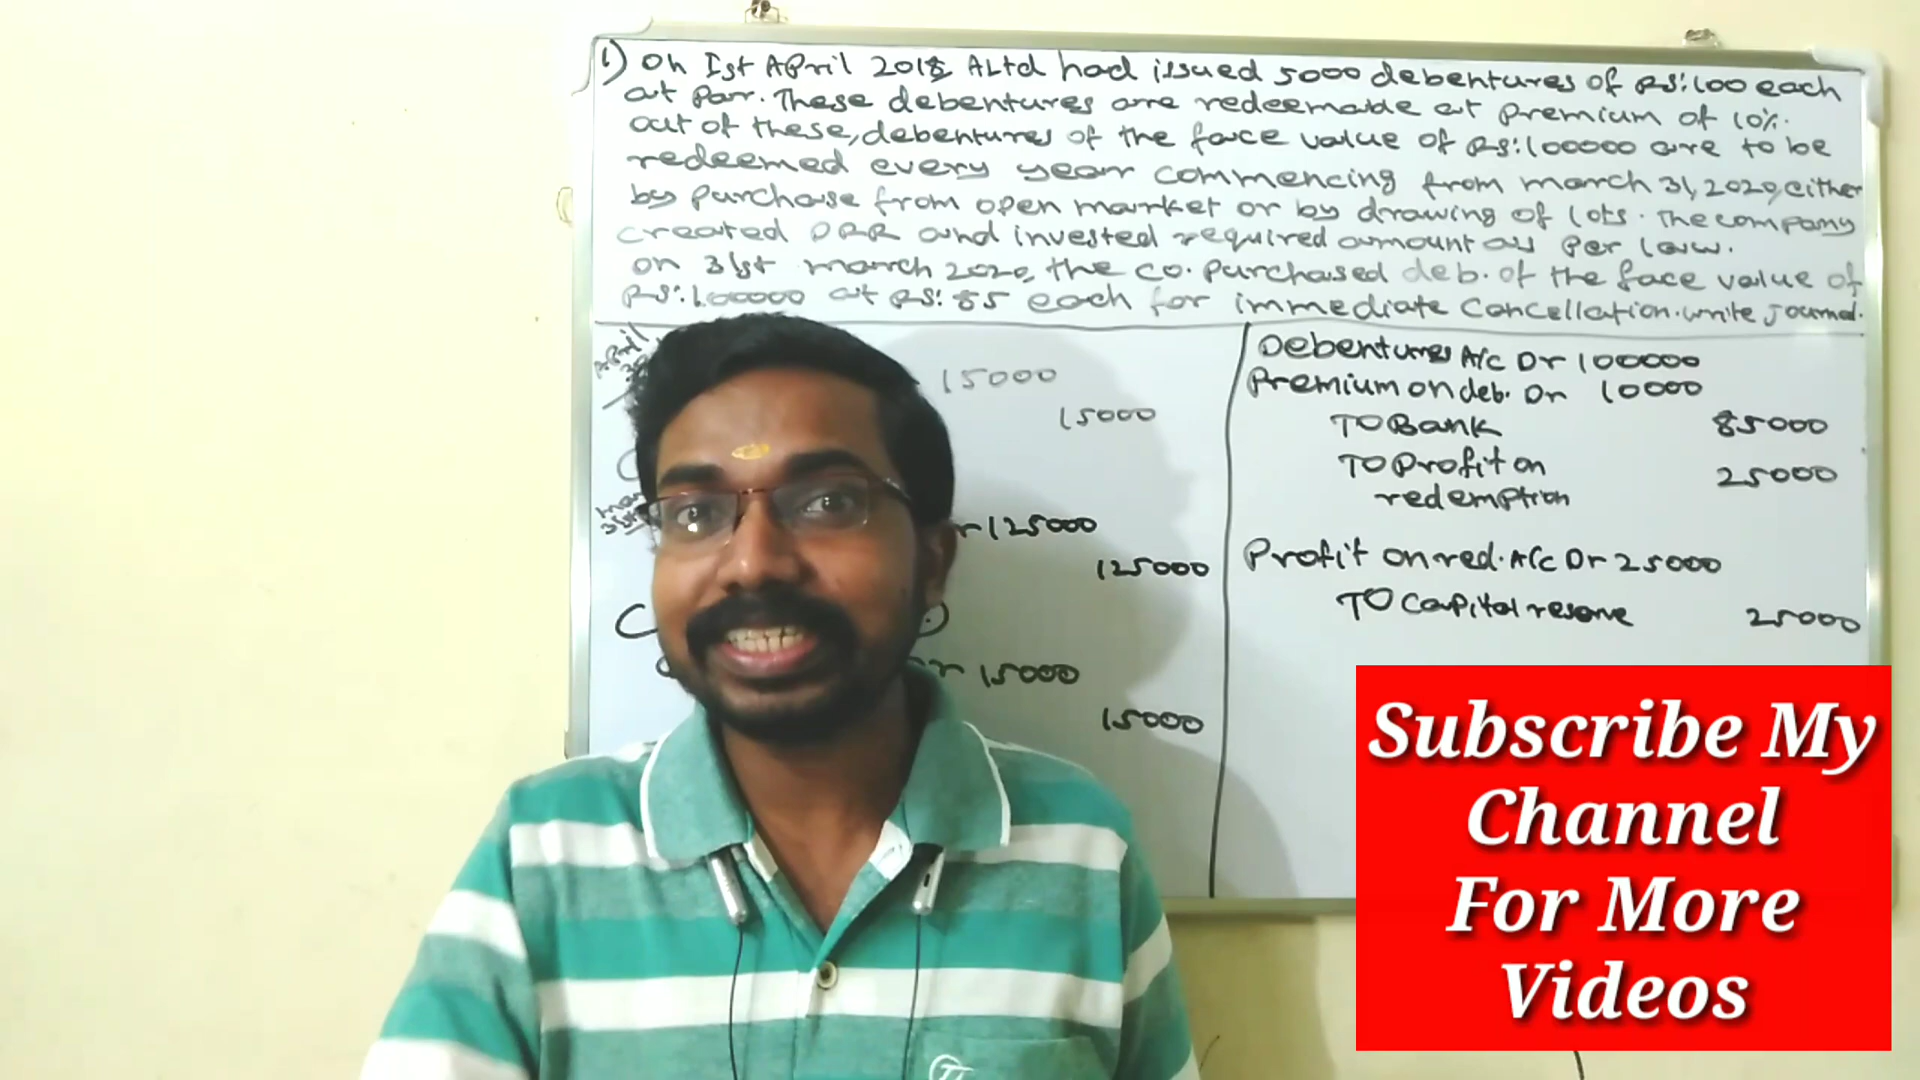 1) On Ist April 2018 ALtd had issued 5000 debentures of RS:100 each
at Par. These debentures are redeemable at Premium of 10%.
out of these, debentures of the face value of RS:100000 are to be
redeemed every year commencing from march 31, 2020, either
by Purchase from open market or by drawing of lots. The company
created DRR and invested required amount as Per law.
on 31st march 2020, the co. purchased deb. of the face value of
RS:100000 at RS: 85 each for immediate cancellation. write Journal.
April
15000
15000
r 125000
125000
r 15000
15000
Debentures A/c Dr 100000
Premium on deb. Dr 10000
TO Bank 85000
TO Profit on 25000
redemption
Profit on red. A/c Dr 25000
TO Capital reserve 25000
Subscribe My
Channel
For More
Videos